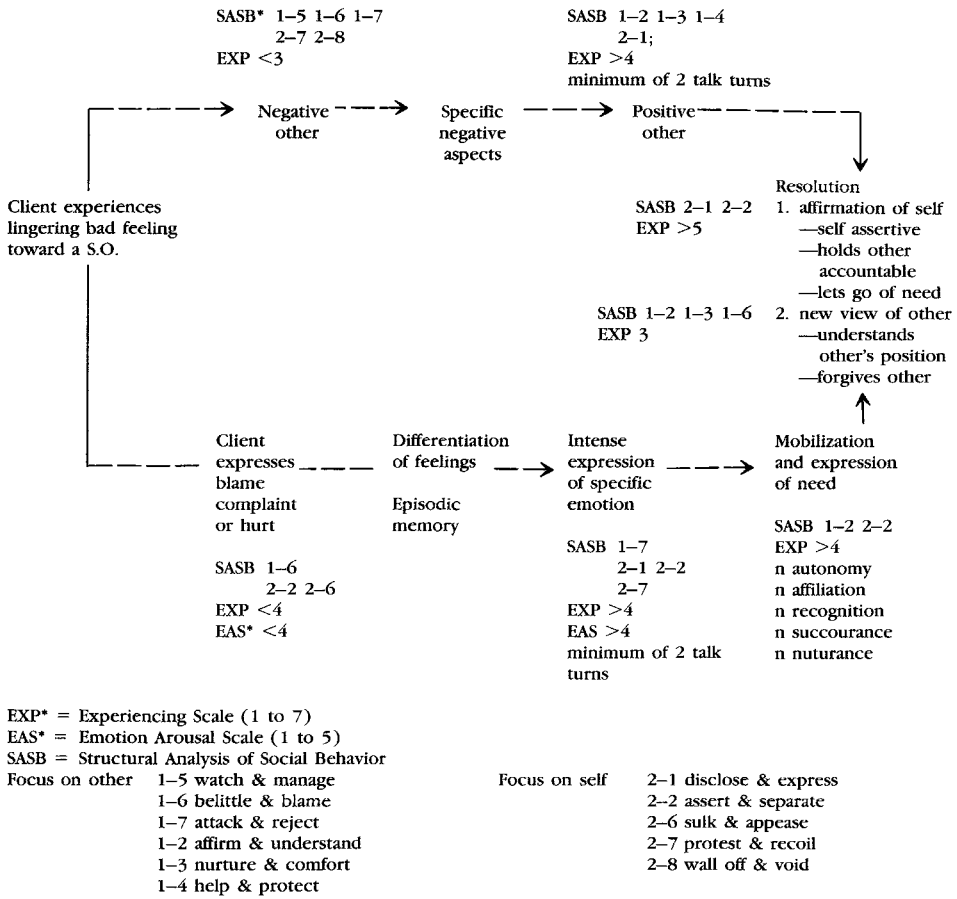 SASB* 1–5 1–6 1–7
2–7 2–8
EXP <3
SASB 1–2 1–3 1–4
2–1;
EXP >4
minimum of 2 talk turns
Negative
other
Specific
negative
aspects
Positive
other
Client experiences
lingering bad feeling
toward a S.O.
SASB 2–1 2–2
EXP >5
SASB 1–2 1–3 1–6
EXP 3
Resolution
1. affirmation of self
—self assertive
—holds other
accountable
—lets go of need
2. new view of other
—understands
other's position
—forgives other
Client
expresses
blame
complaint
or hurt
SASB 1–6
2–2 2–6
EXP <4
EAS* <4
Differentiation
of feelings
Episodic
memory
Intense
expression
of specific
emotion
SASB 1–7
2–1 2–2
2–7
EXP >4
EAS >4
minimum of 2 talk
turns
Mobilization
and expression
of need
SASB 1–2 2–2
EXP >4
n autonomy
n affiliation
n recognition
n succourance
n nuturance
EXP* = Experiencing Scale (1 to 7)
EAS* = Emotion Arousal Scale (1 to 5)
SASB = Structural Analysis of Social Behavior
Focus on other 1–5 watch & manage
1–6 belittle & blame
1–7 attack & reject
1–2 affirm & understand
1–3 nurture & comfort
1–4 help & protect
Focus on self 2–1 disclose & express
2–2 assert & separate
2–6 sulk & appease
2–7 protest & recoil
2–8 wall off & void